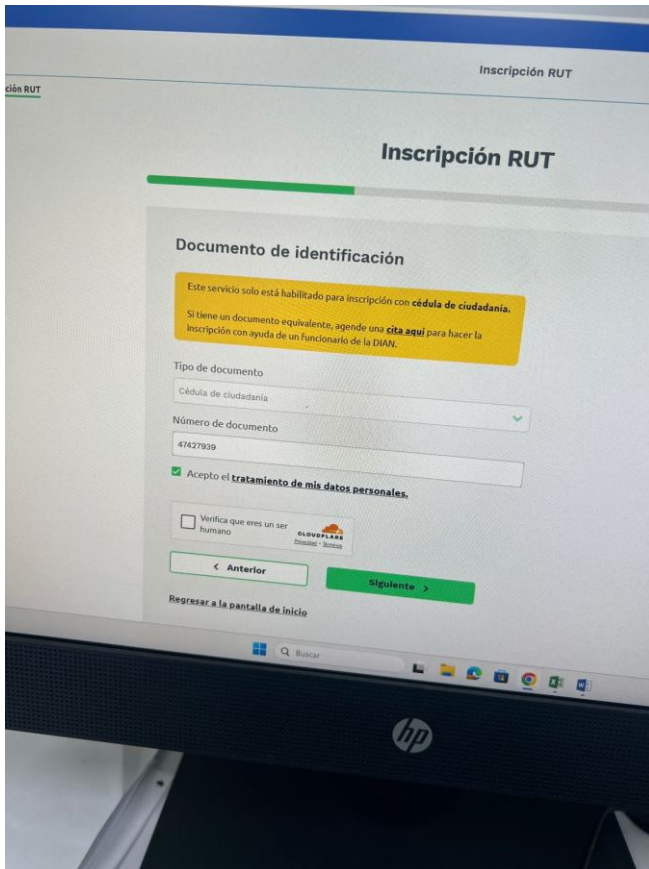 Inscripción RUT
ción RUT
Inscripción RUT
Documento de identificación
Este servicio solo está habilitado para inscripción con cédula de ciudadanía.
Si tiene un documento equivalente, agende una cita aquí para hacer la
inscripción con ayuda de un funcionario de la DIAN.
Tipo de documento
Cédula de ciudadanía
Número de documento
47427939
Acepto el tratamiento de mis datos personales.
Verifica que eres un ser
humano
CLOUDFLARE
Privacidad • Términos
< Anterior
Siguiente >
Regresar a la pantalla de inicio
Buscar
hp